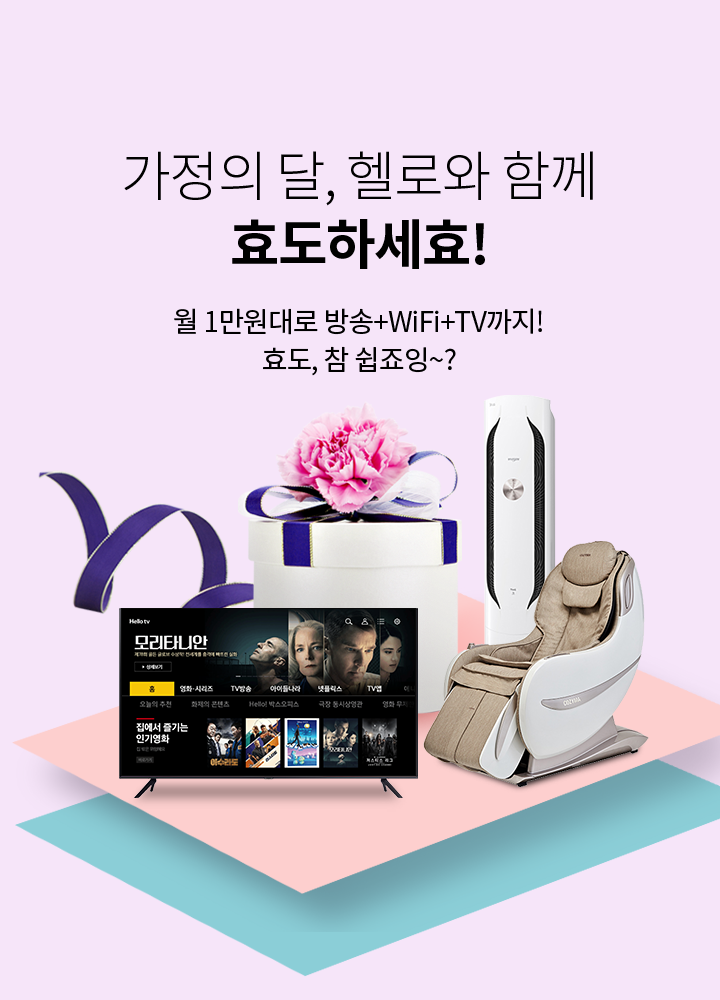 가정의 달, 헬로와 함께
효도하세효!
월 1만원대로 방송+WiFi+TV까지!
효도, 참 쉽죠잉~?
Hello tv
모리타니안
상세보기
홈 영화·시리즈 TV방송 아이들나라 넷플릭스 TV앱
오늘의 추천 화제의 콘텐츠 Hello! 박스오피스 극장 동시상영관 영화 무료
집에서 즐기는
인기영화